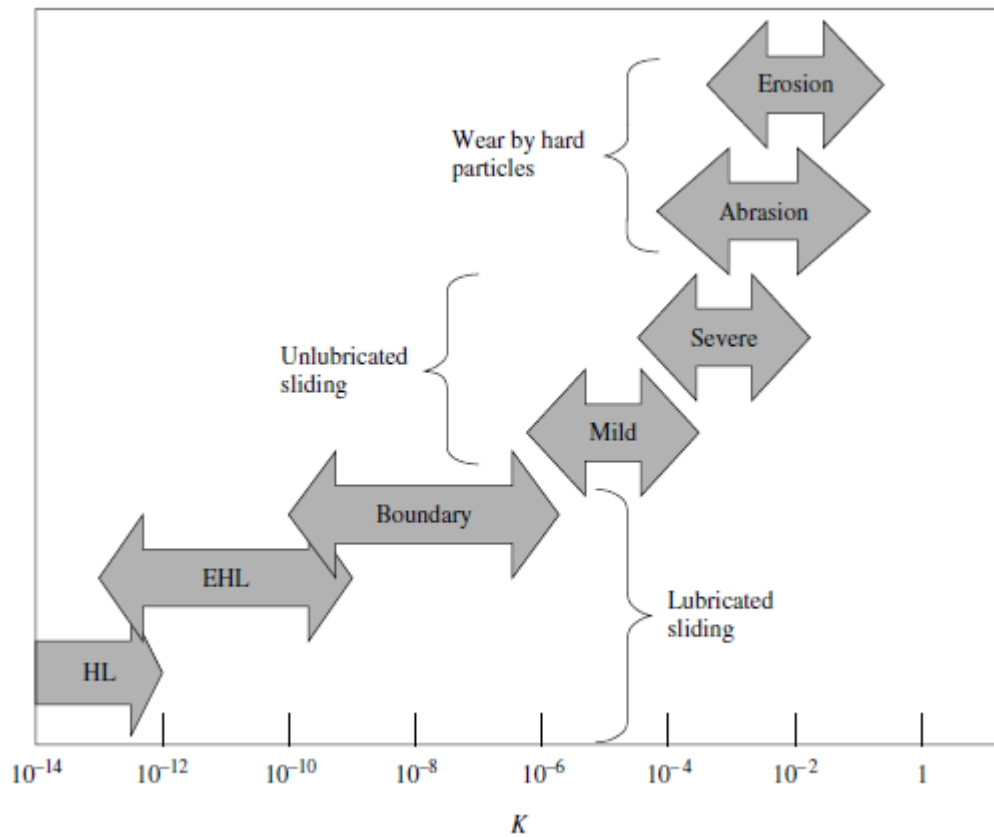 Erosion
Wear by hard
particles
Abrasion
Severe
Unlubricated
sliding
Mild
Boundary
EHL
Lubricated
sliding
HL
10⁻¹⁴ 10⁻¹² 10⁻¹⁰ 10⁻⁸ 10⁻⁶ 10⁻⁴ 10⁻² 1
K